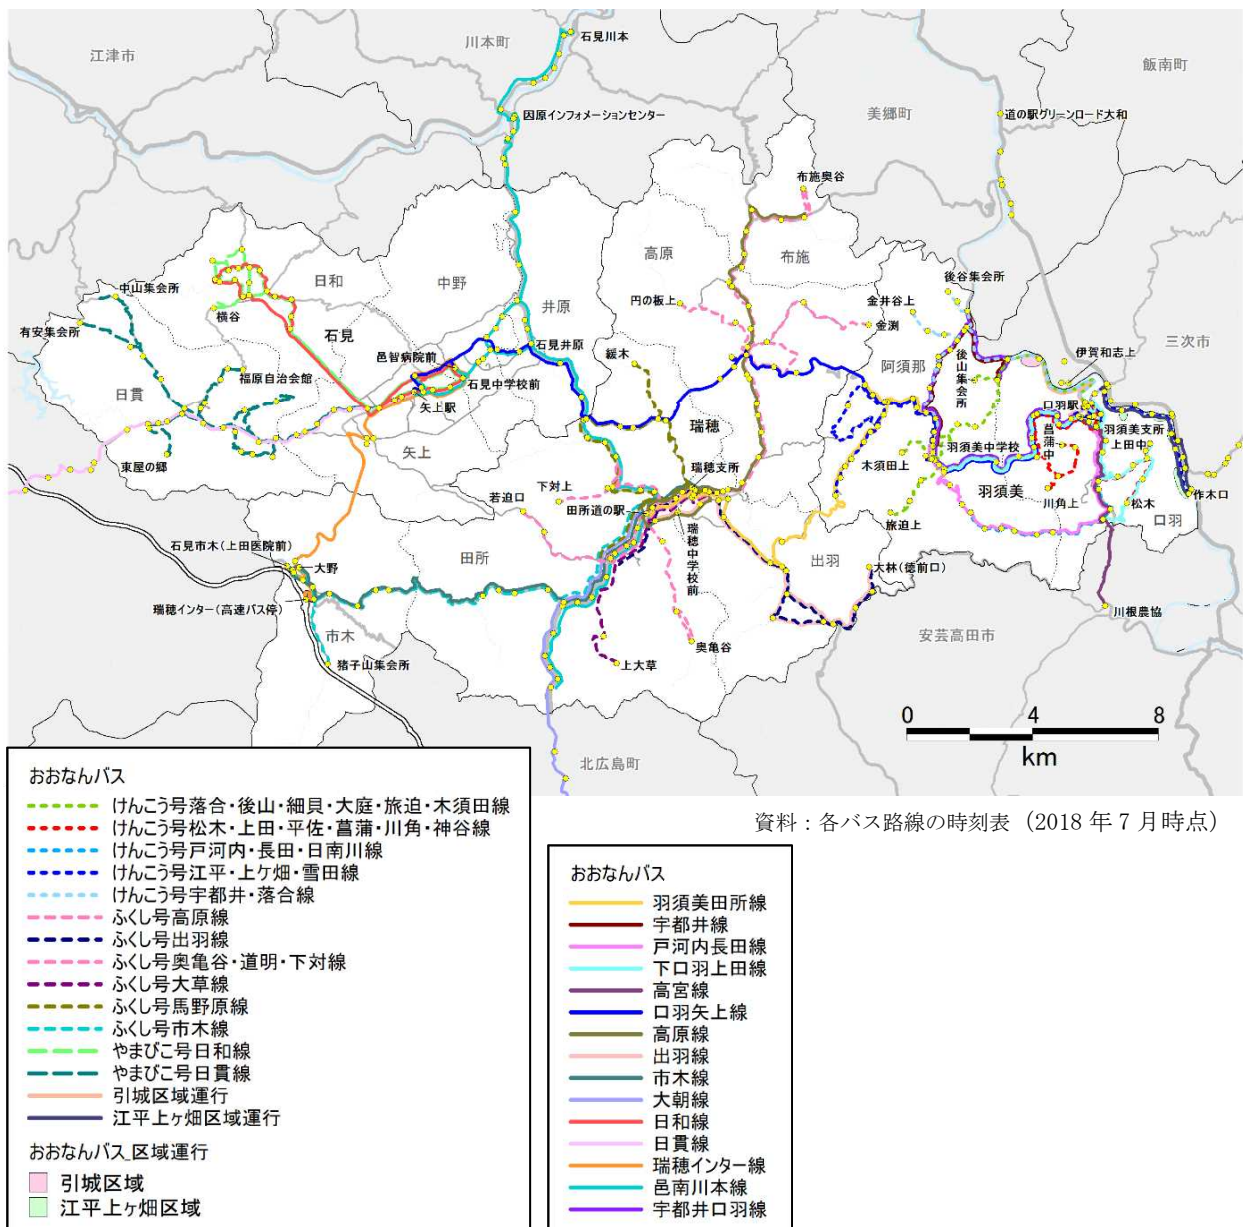 江津市
川本町
石見川本
飯南町
因原インフォメーションセンター
美郷町
道の駅グリーンロード大和
布施奥谷
高原
布施
日和
中野
後谷集会所
中山集会所
円の板上
金井谷上
金渕
横谷
石見
井原
有安集会所
邑智病院前
石見井原
緩木
阿須那
後山集会所
伊賀和志上
三次市
福原自治会館
石見中学校前
日貫
矢上駅
瑞穂
口羽駅
羽須美支所
菖蒲中
上田中
矢上
羽須美中学校
東屋の郷
木須田上
瑞穂支所
下対上
若迫口
田所道の駅
羽須美
川角上
松木
作木口
旅迫上
口羽
石見市木(上田医院前)
大野
田所
瑞穂中学校前
出羽
大林(徳前口)
瑞穂インター(高速バス停)
川根農協
市木
猪子山集会所
上大草
奥亀谷
安芸高田市
0 4 8
km
北広島町
資料:各バス路線の時刻表 (2018 年 7 月時点)
おおなんバス
けんこう号落合・後山・細貝・大庭・旅迫・木須田線
けんこう号松木・上田・平佐・菖蒲・川角・神谷線
けんこう号戸河内・長田・日南川線
けんこう号江平・上ケ畑・雪田線
けんこう号宇都井・落合線
ふくし号高原線
ふくし号出羽線
ふくし号奥亀谷・道明・下対線
ふくし号大草線
ふくし号馬野原線
ふくし号市木線
やまびこ号日和線
やまびこ号日貫線
引城区域運行
江平上ヶ畑区域運行
おおなんバス_区域運行
引城区域
江平上ヶ畑区域
おおなんバス
羽須美田所線
宇都井線
戸河内長田線
下口羽上田線
高宮線
口羽矢上線
高原線
出羽線
市木線
大朝線
日和線
日貫線
瑞穂インター線
邑南川本線
宇都井口羽線